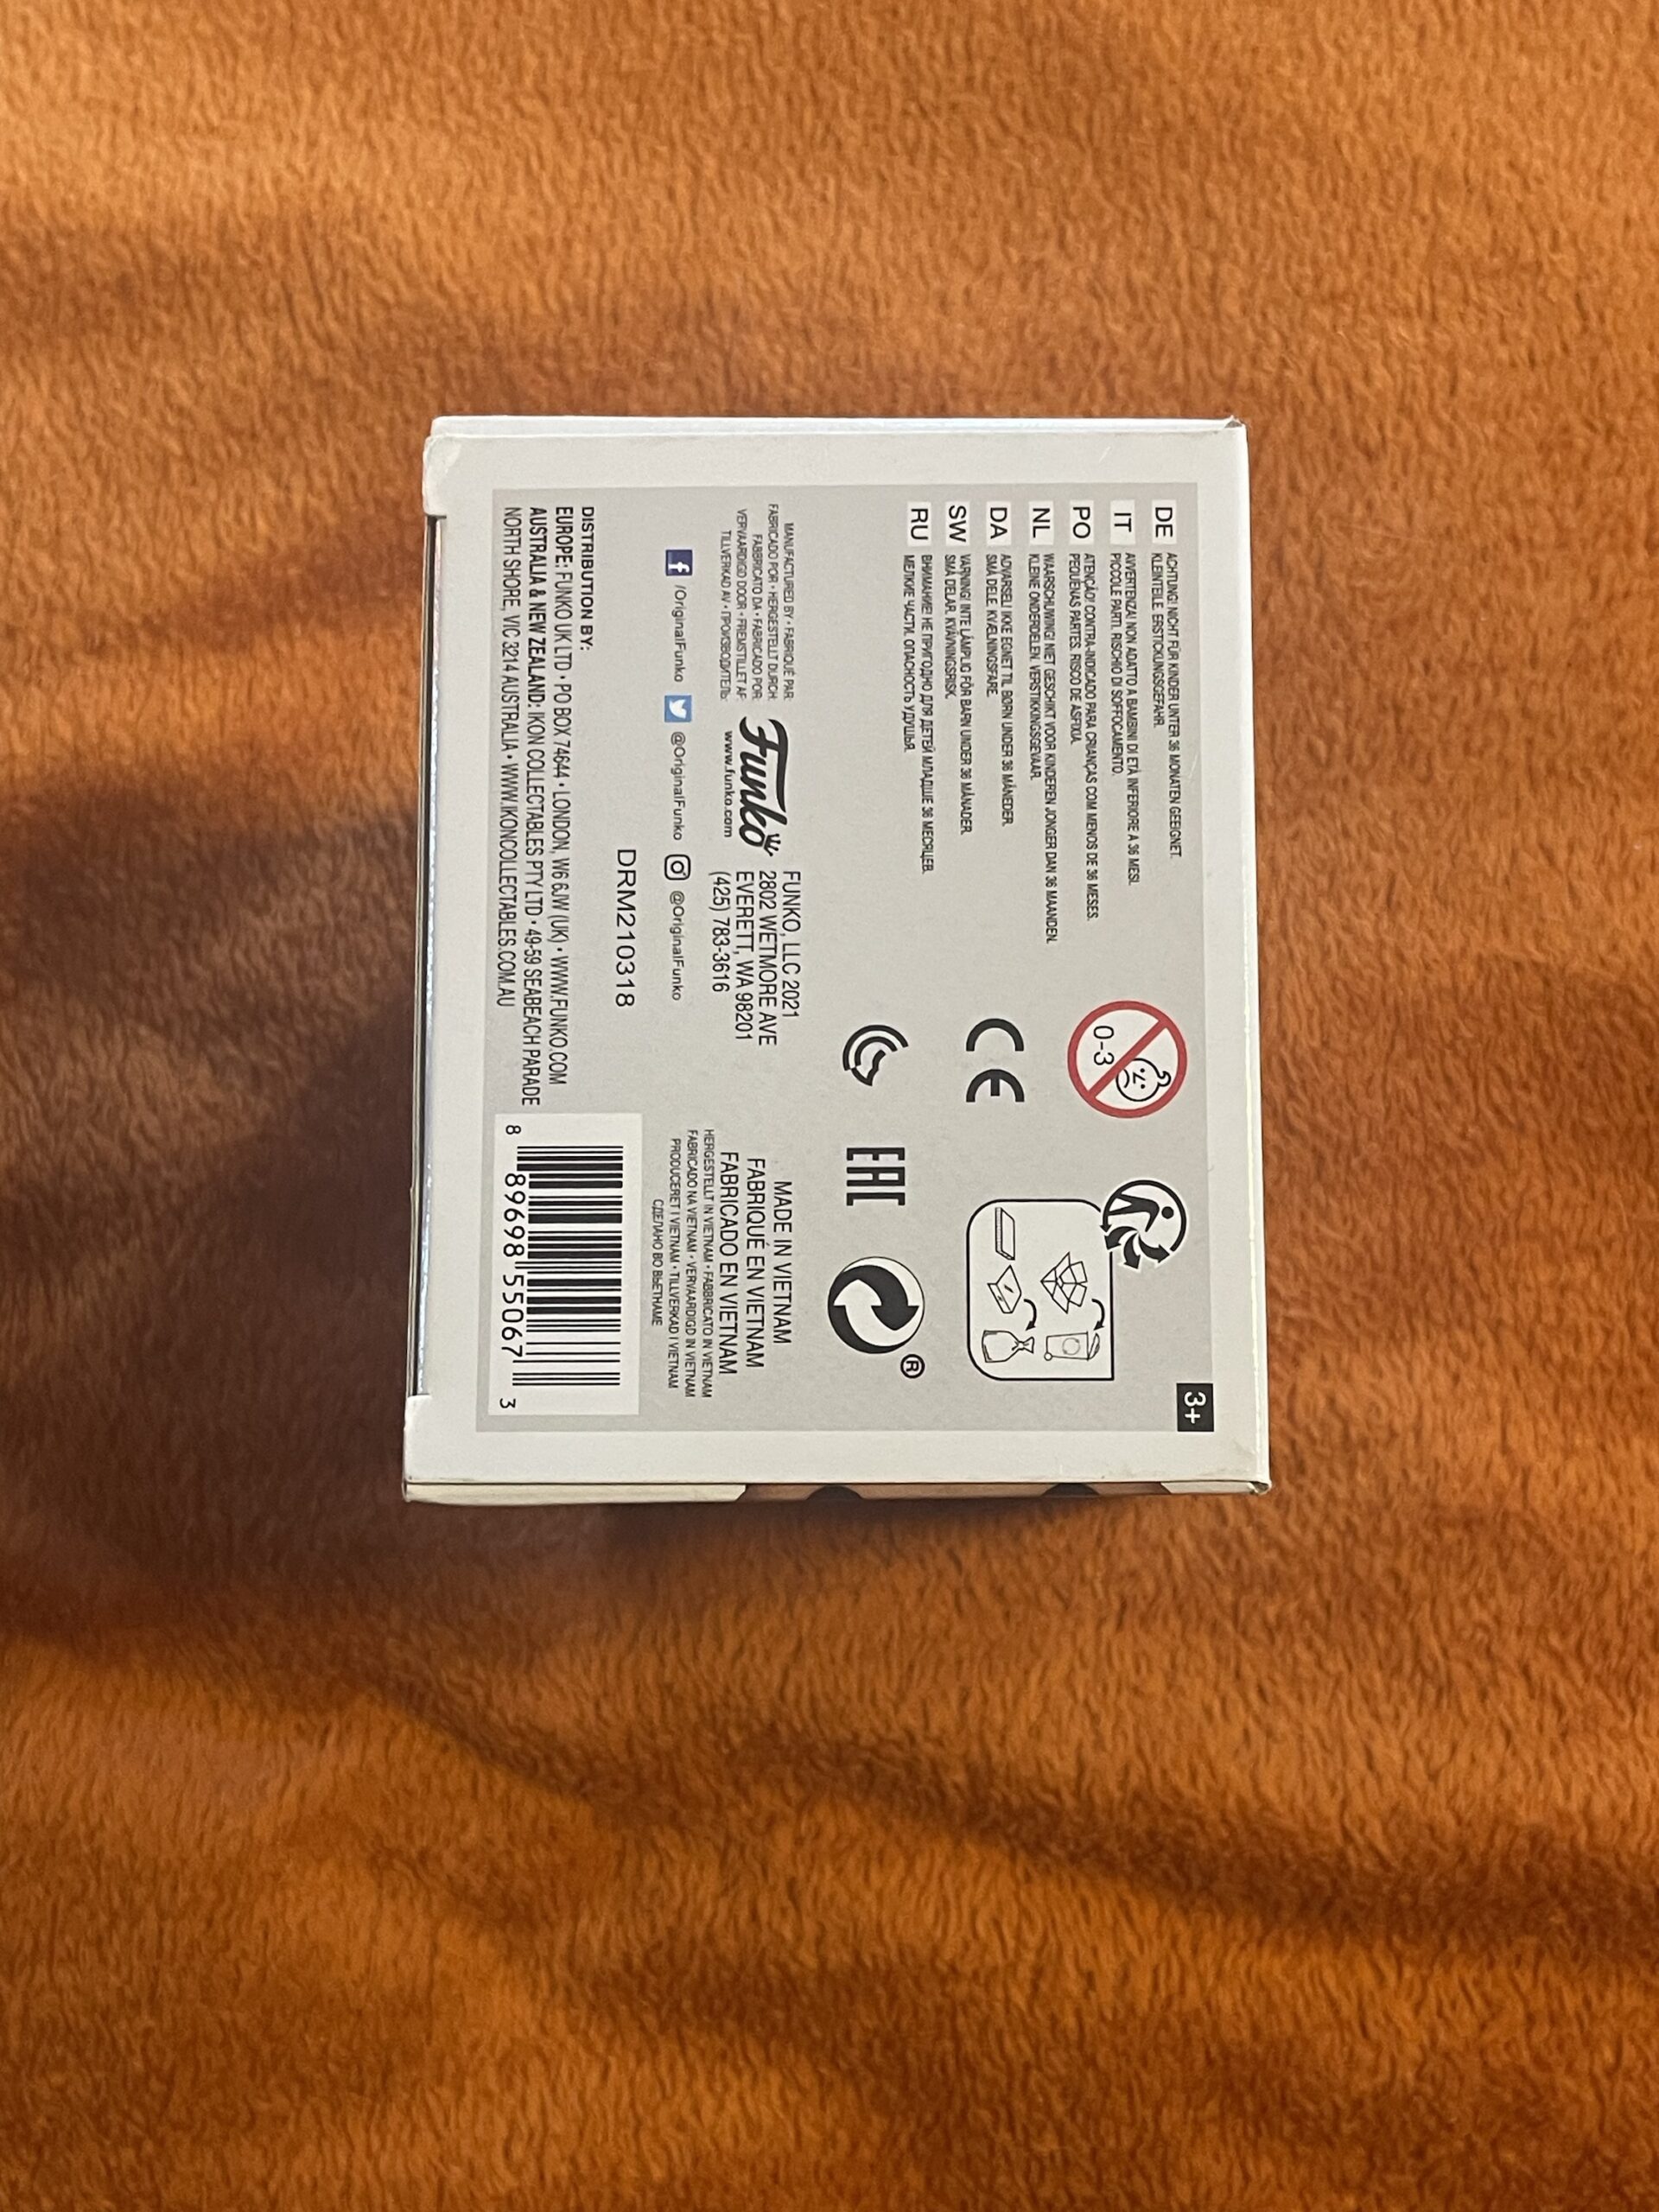 3+
DE ACHTUNG! NICHT FÜR KINDER UNTER 36 MONATEN GEEIGNET.
KLEINTEILE. ERSTICKUNGSGEFAHR.
IT AVVERTENZA! NON ADATTO A BAMBINI DI ETÀ INFERIORE A 36 MESI.
PICCOLE PARTI. RISCHIO DI SOFFOCAMENTO.
PO ATENÇÃO! CONTRA-INDICADO PARA CRIANÇAS COM MENOS DE 36 MESES.
PEQUENAS PARTES. RISCO DE ASFIXIA.
NL WAARSCHUWING! NIET GESCHIKT VOOR KINDEREN JONGER DAN 36 MAANDEN.
KLEINE ONDERDELEN. VERSTIKKINGSGEVAAR.
DA ADVARSEL! IKKE EGNET TIL BØRN UNDER 36 MÅNEDER.
SMÅ DELE. KVÆLNINGSFARE.
SW VARNING! INTE LÄMPLIG FÖR BARN UNDER 36 MÅNADER.
SMÅ DELAR. KVÄVNINGSRISK.
RU ВНИМАНИЕ! НЕ ПРИГОДНО ДЛЯ ДЕТЕЙ МЛАДШЕ 36 МЕСЯЦЕВ.
МЕЛКИЕ ЧАСТИ. ОПАСНОСТЬ УДУШЬЯ.
0-3
CE
EAC
®
MANUFACTURED BY • FABRIQUÉ PAR:
FABRICADO POR • HERGESTELLT DURCH:
FABBRICATO DA • FABRICADO POR:
VERVAARDIGD DOOR • FREMSTILLET AF:
TILLVERKAD AV • ПРОИЗВОДИТЕЛЬ:
Funko
www.funko.com
FUNKO, LLC 2021
2802 WETMORE AVE
EVERETT, WA 98201
(425) 783-3616
MADE IN VIETNAM
FABRIQUÉ EN VIETNAM
FABRICADO EN VIETNAM
HERGESTELLT IN VIETNAM • FABBRICATO IN VIETNAM
FABRICADO NA VIETNAM • VERVAARDIGD IN VIETNAM
PRODUCERET I VIETNAM • TILLVERKAD I VIETNAM
СДЕЛАНО ВО ВЬЕТНАМЕ
f /OriginalFunko @OriginalFunko @OriginalFunko
DRM210318
DISTRIBUTION BY:
EUROPE: FUNKO UK LTD • PO BOX 74644 • LONDON, W6 6JW (UK) • WWW.FUNKO.COM
AUSTRALIA & NEW ZEALAND: IKON COLLECTABLES PTY LTD • 49-59 SEABEACH PARADE
NORTH SHORE, VIC 3214 AUSTRALIA • WWW.IKONCOLLECTABLES.COM.AU
8 89698 55067 3